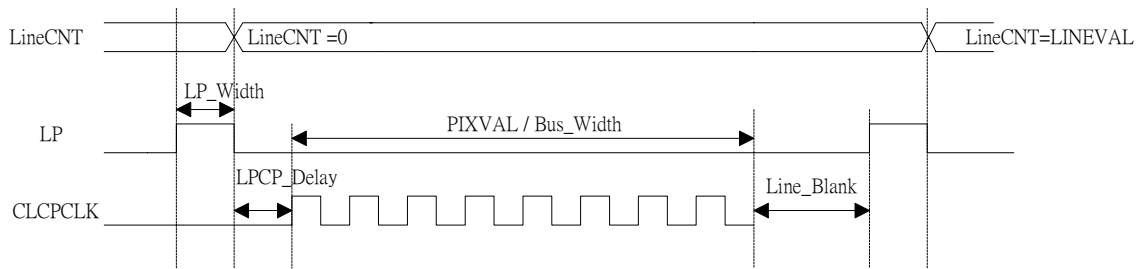 LineCNT
LineCNT =0
LineCNT=LINEVAL
LP_Width
LP
PIXVAL / Bus_Width
LPCP_Delay
Line_Blank
CLCPCLK